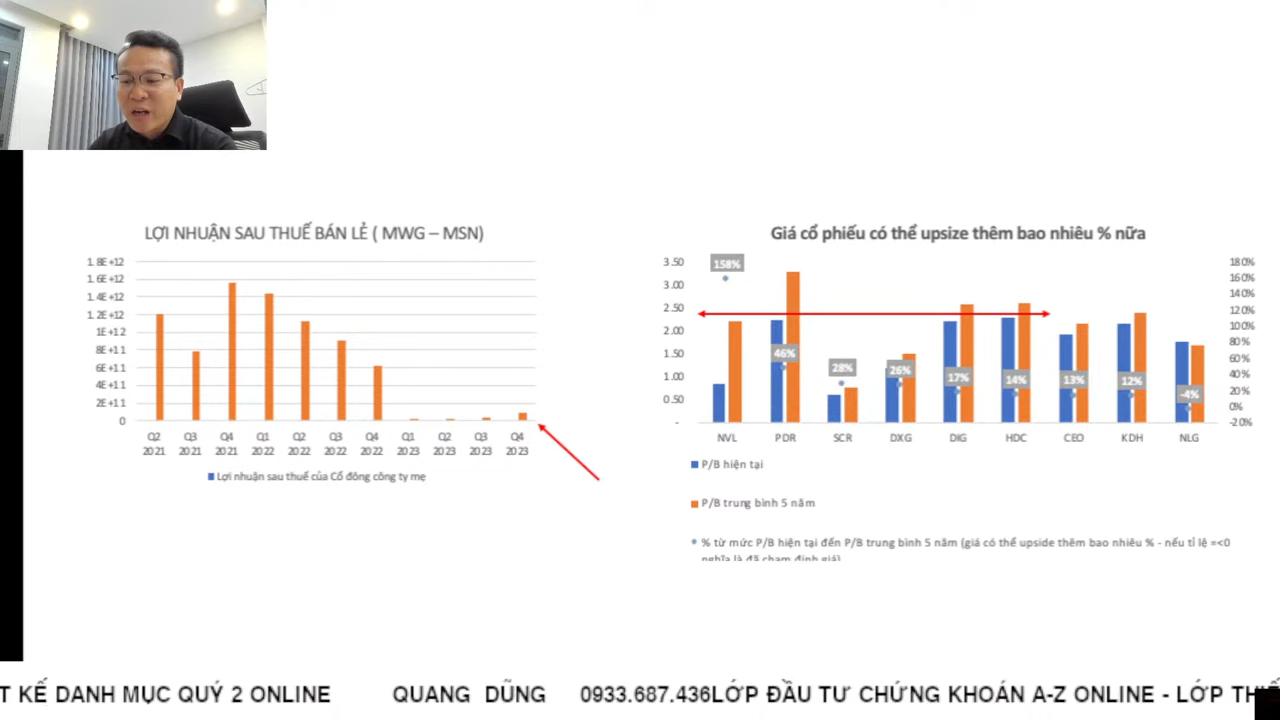 LỢI NHUẬN SAU THUẾ BÁN LẺ ( MWG – MSN)
1.8E+12
1.6E+12
1.4E+12
1.2E+12
1E+12
8E+11
6E+11
4E+11
2E+11
0
Q2 Q3 Q4 Q1 Q2 Q3 Q4 Q1 Q2 Q3 Q4
2021 2021 2021 2022 2022 2022 2022 2023 2023 2023 2023
Lợi nhuận sau thuế của Cổ đông công ty mẹ
Giá cổ phiếu có thể upsize thêm bao nhiêu % nữa
3.50
3.00
2.50
2.00
1.50
1.00
0.50
-
158% 46% 28% 26% 17% 14% 13% 12% -4%
180%
160%
140%
120%
100%
80%
60%
40%
20%
0%
-20%
NVL PDR SCR DXG DIG HDC CEO KDH NLG
P/B hiện tại
P/B trung bình 5 năm
% từ mức P/B hiện tại đến P/B trung bình 5 năm (giá có thể upside thêm bao nhiêu % - nếu tỉ lệ =<0
nghĩa là đã chạm định giá)
T KẾ DANH MỤC QUÝ 2 ONLINE QUANG DŨNG 0933.687.436LỚP ĐẦU TƯ CHỨNG KHOÁN A-Z ONLINE - LỚP THIẾ